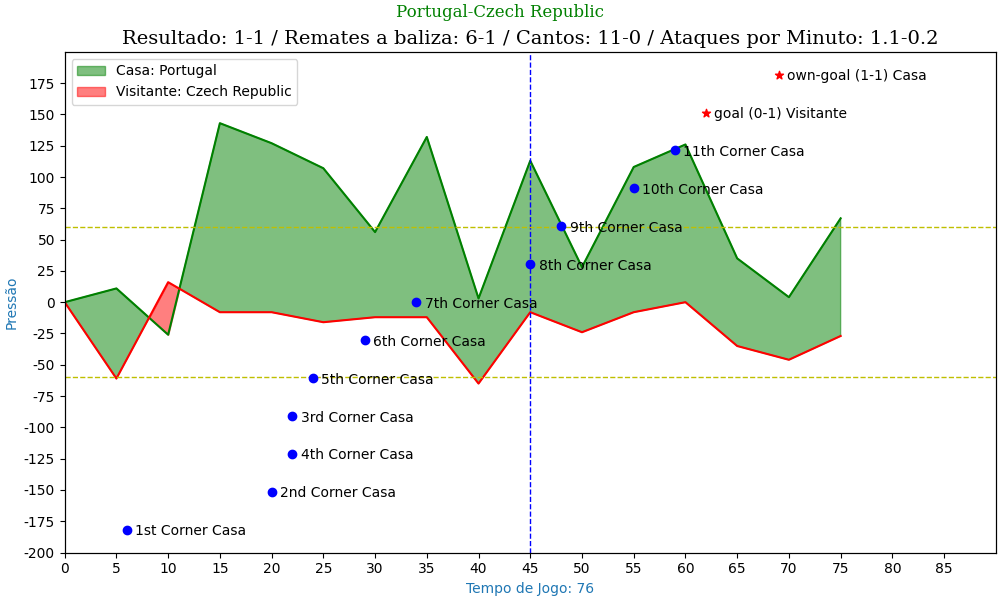 Portugal-Czech Republic
Resultado: 1-1 / Remates a baliza: 6-1 / Cantos: 11-0 / Ataques por Minuto: 1.1-0.2
Casa: Portugal
Visitante: Czech Republic
own-goal (1-1) Casa
goal (0-1) Visitante
11th Corner Casa
10th Corner Casa
9th Corner Casa
8th Corner Casa
7th Corner Casa
6th Corner Casa
5th Corner Casa
3rd Corner Casa
4th Corner Casa
2nd Corner Casa
1st Corner Casa
Pressão
175
150
125
100
75
50
25
0
-25
-50
-75
-100
-125
-150
-175
-200
0 5 10 15 20 25 30 35 40 45 50 55 60 65 70 75 80 85
Tempo de Jogo: 76